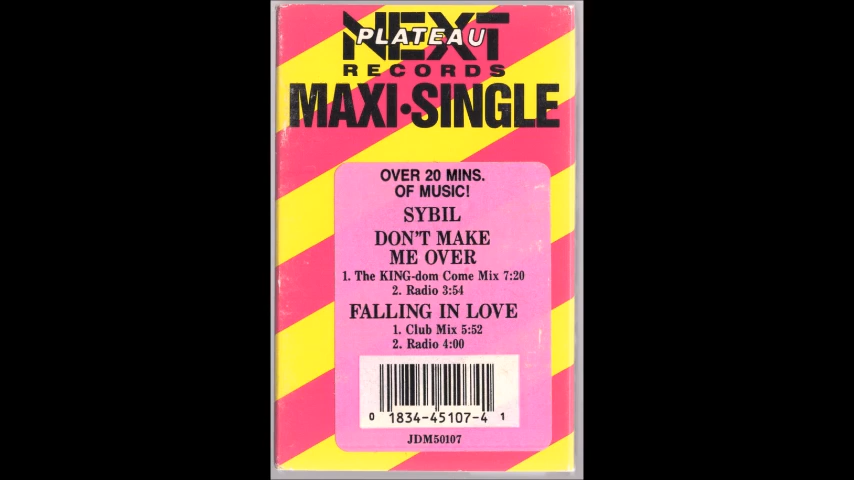 NEXT
PLATEAU
RECORDS
MAXI•SINGLE
OVER 20 MINS.
OF MUSIC!
SYBIL
DON'T MAKE
ME OVER
1. The KING-dom Come Mix 7:20
2. Radio 3:54
FALLING IN LOVE
1. Club Mix 5:52
2. Radio 4:00
0 1834-45107-4 1
JDM50107